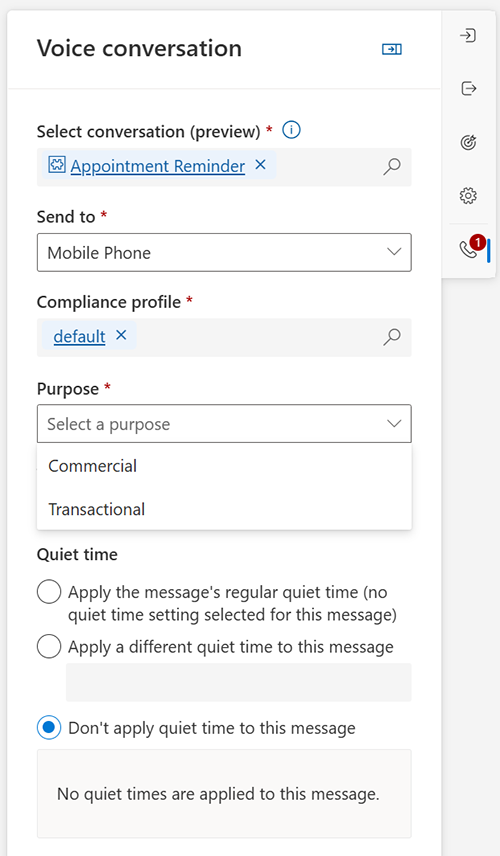 Voice conversation
Select conversation (preview) *
Appointment Reminder
Send to *
Mobile Phone
1
Compliance profile *
default
Purpose *
Select a purpose
Commercial
Transactional
Quiet time
Apply the message's regular quiet time (no
quiet time setting selected for this message)
Apply a different quiet time to this message
Don't apply quiet time to this message
No quiet times are applied to this message.